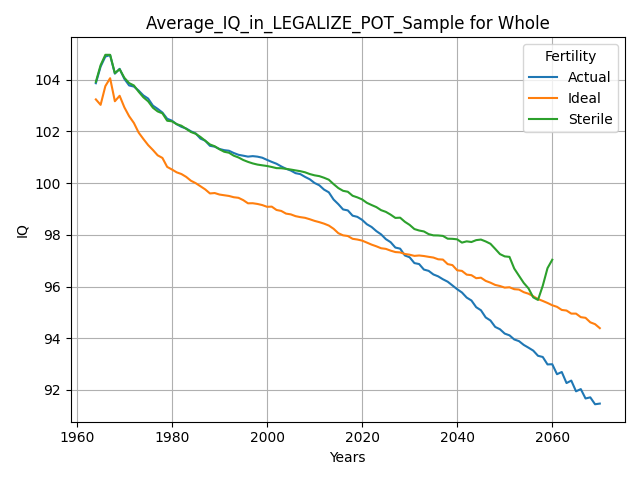 Average_IQ_in_LEGALIZE_POT_Sample for Whole
Fertility
Actual
Ideal
Sterile
IQ
104
102
100
98
96
94
92
1960
1980
2000
2020
2040
2060
Years